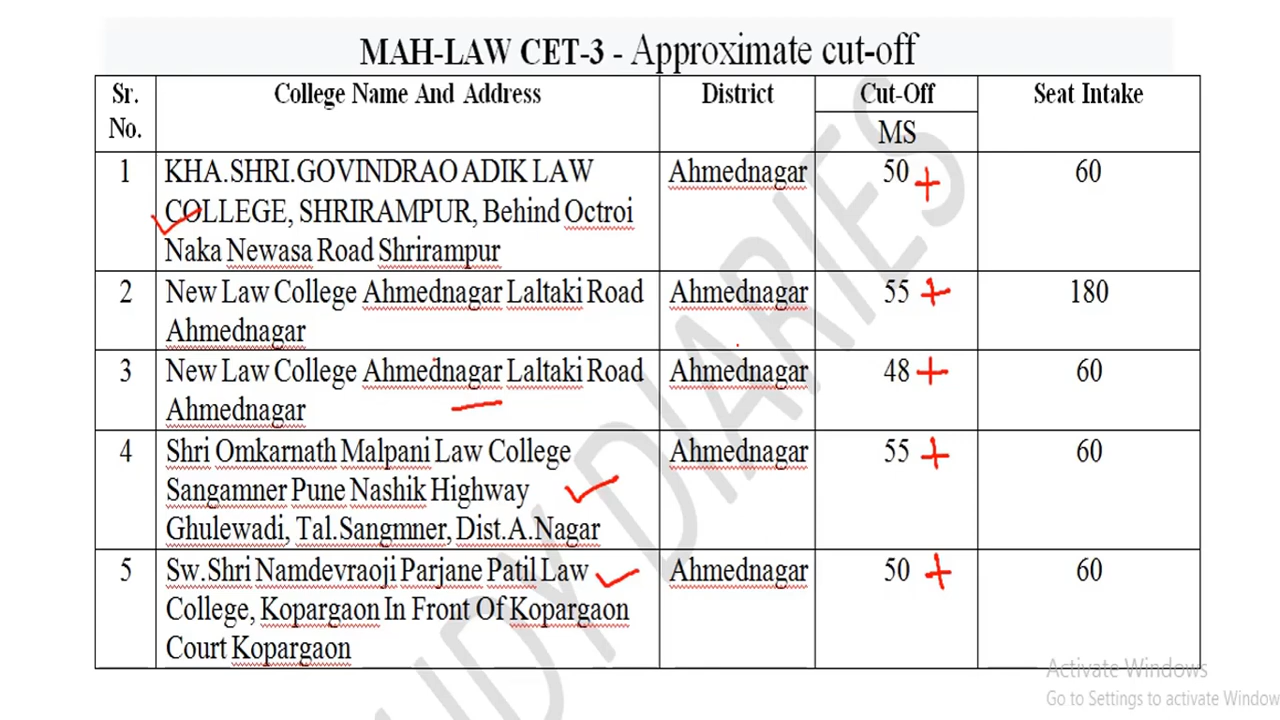 MAH-LAW CET-3 - Approximate cut-off
Sr. No. College Name And Address District Cut-Off Seat Intake
MS
1 KHA.SHRI.GOVINDRAO ADIK LAW Ahmednagar 50 + 60
COLLEGE, SHRIRAMPUR, Behind Octroi
Naka Newasa Road Shrirampur
2 New Law College Ahmednagar Laltaki Road Ahmednagar 55 + 180
Ahmednagar
3 New Law College Ahmednagar Laltaki Road Ahmednagar 48 + 60
Ahmednagar
4 Shri Omkarnath Malpani Law College Ahmednagar 55 + 60
Sangamner Pune Nashik Highway
Ghulewadi, Tal.Sangmner, Dist.A.Nagar
5 Sw.Shri Namdevraoji Parjane Patil Law Ahmednagar 50 + 60
College, Kopargaon In Front Of Kopargaon
Court Kopargaon
UDY DIARIES
Activate Windows
Go to Settings to activate Window